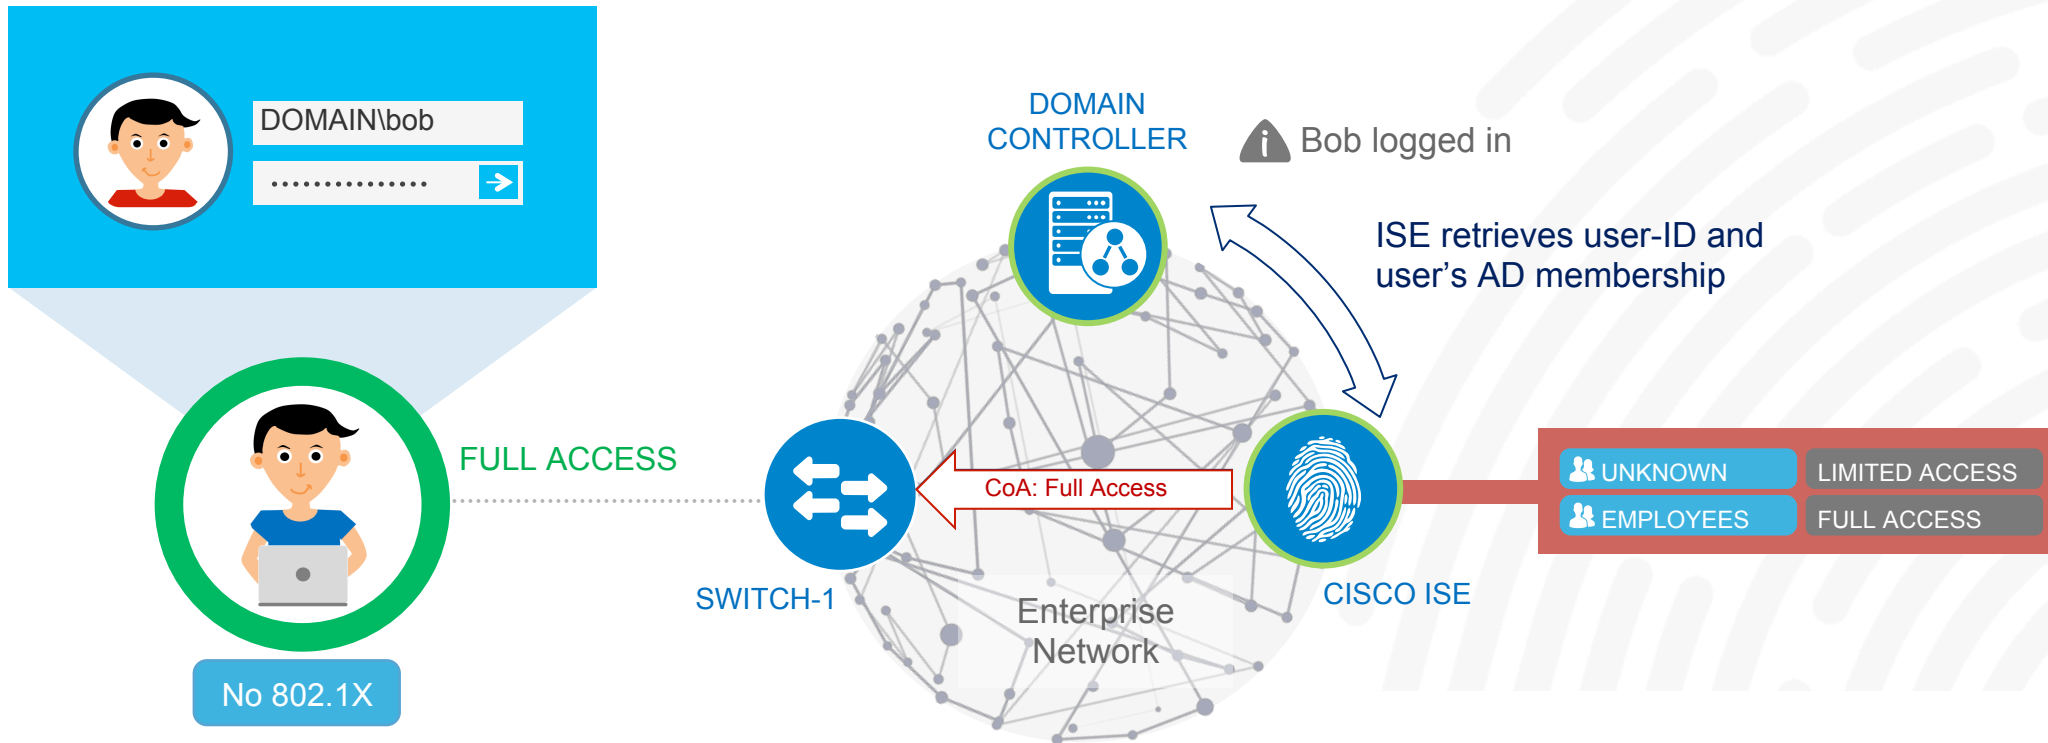 DOMAIN\bob
...............
DOMAIN
CONTROLLER
i Bob logged in
ISE retrieves user-ID and
user's AD membership
FULL ACCESS
CoA: Full Access
UNKNOWN
LIMITED ACCESS
EMPLOYEES
FULL ACCESS
SWITCH-1
CISCO ISE
Enterprise
Network
No 802.1X